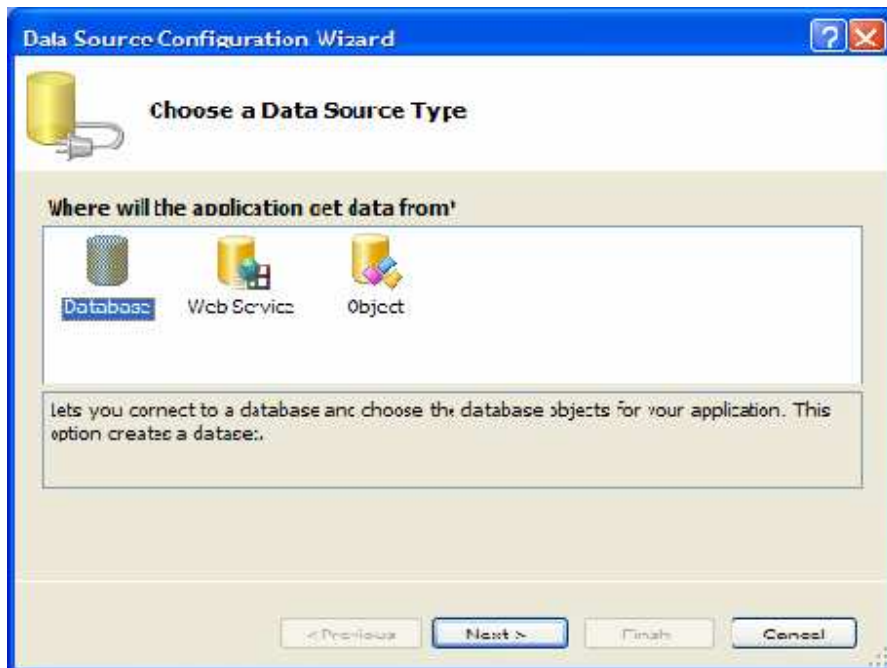 Data Source Configuration Wizard
Choose a Data Source Type
Where will the application get data from?
Database
Web Service
Object
Lets you connect to a database and choose the database objects for your application. This
option creates a dataset.
< Previous
Next >
Finish
Cancel